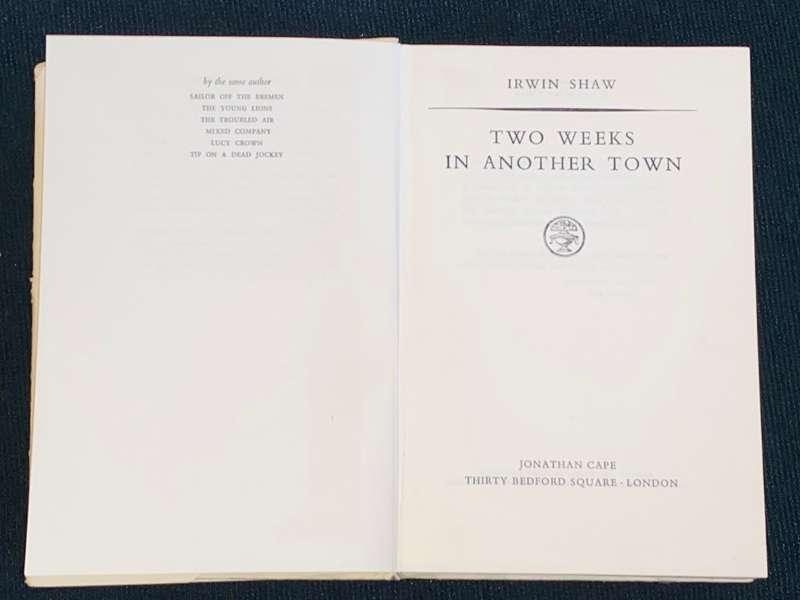 by the same author
SAILOR OFF THE BREMEN
THE YOUNG LIONS
THE TROUBLED AIR
MIXED COMPANY
LUCY CROWN
TIP ON A DEAD JOCKEY
IRWIN SHAW
TWO WEEKS
IN ANOTHER TOWN
JONATHAN CAPE
THIRTY BEDFORD SQUARE · LONDON